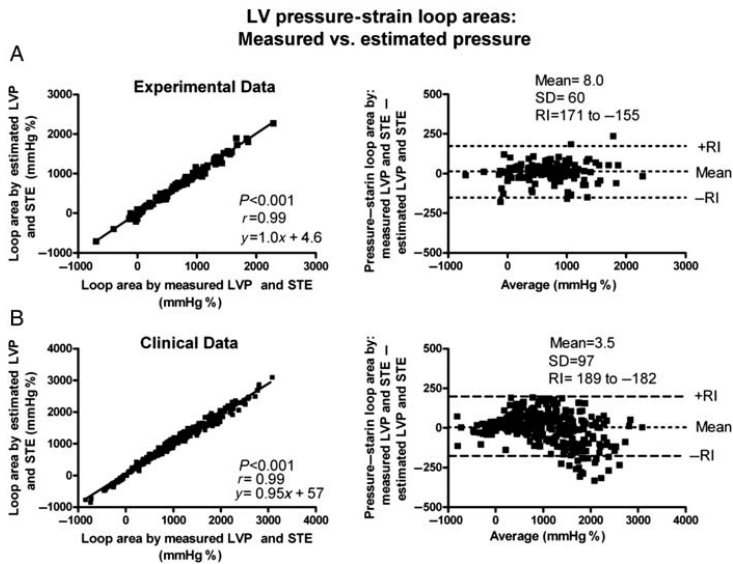 LV pressure-strain loop areas:
Measured vs. estimated pressure
A
Experimental Data
Loop area by estimated LVP
and STE (mmHg %)
3000
2000
1000
0
−1000
P<0.001
r=0.99
y=1.0x + 4.6
−1000 0 1000 2000 3000
Loop area by measured LVP and STE
(mmHg %)
Mean= 8.0
SD= 60
RI=171 to −155
Pressure−starin loop area by:
measured LVP and STE −
estimated LVP and STE
500
250
0
−250
−500
+RI
Mean
−RI
−1000 0 1000 2000 3000
Average (mmHg %)
B
Clinical Data
Loop area by estimated LVP
and STE (mmHg %)
4000
3000
2000
1000
0
−1000
P<0.001
r= 0.99
y= 0.95x + 57
−1000 0 1000 2000 3000 4000
Loop area by measured LVP and STE
(mmHg %)
Mean=3.5
SD=97
RI= 189 to −182
Pressure−starin loop area by:
measured LVP and STE −
estimated LVP and STE
500
250
0
−250
−500
+RI
Mean
−RI
−1000 0 1000 2000 3000 4000
Average (mmHg %)